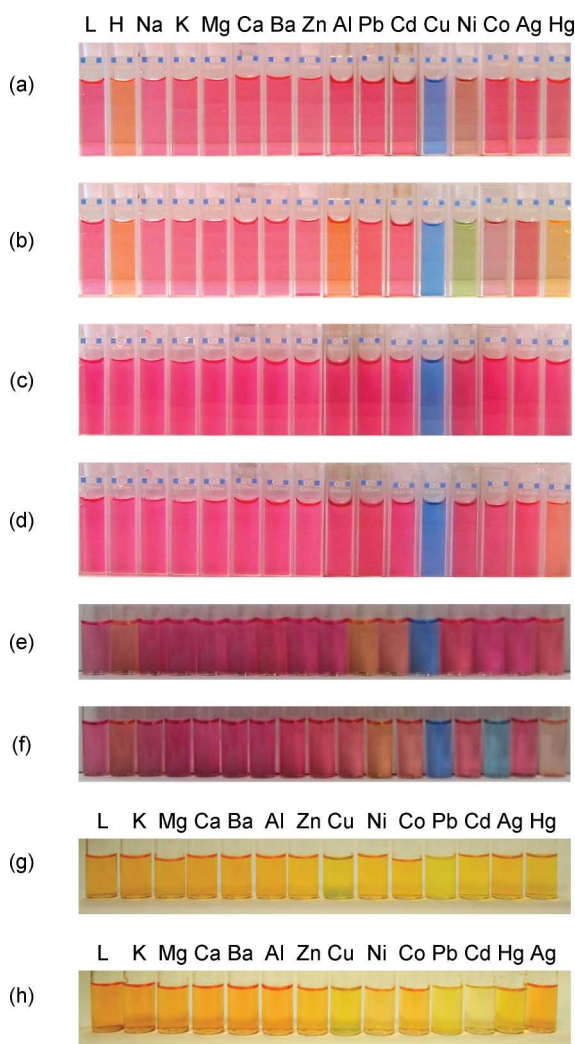 L H Na K Mg Ca Ba Zn Al Pb Cd Cu Ni Co Ag Hg
(a)
(b)
(c)
(d)
(e)
(f)
L K Mg Ca Ba Al Zn Cu Ni Co Pb Cd Ag Hg
(g)
L K Mg Ca Ba Al Zn Cu Ni Co Pb Cd Hg Ag
(h)